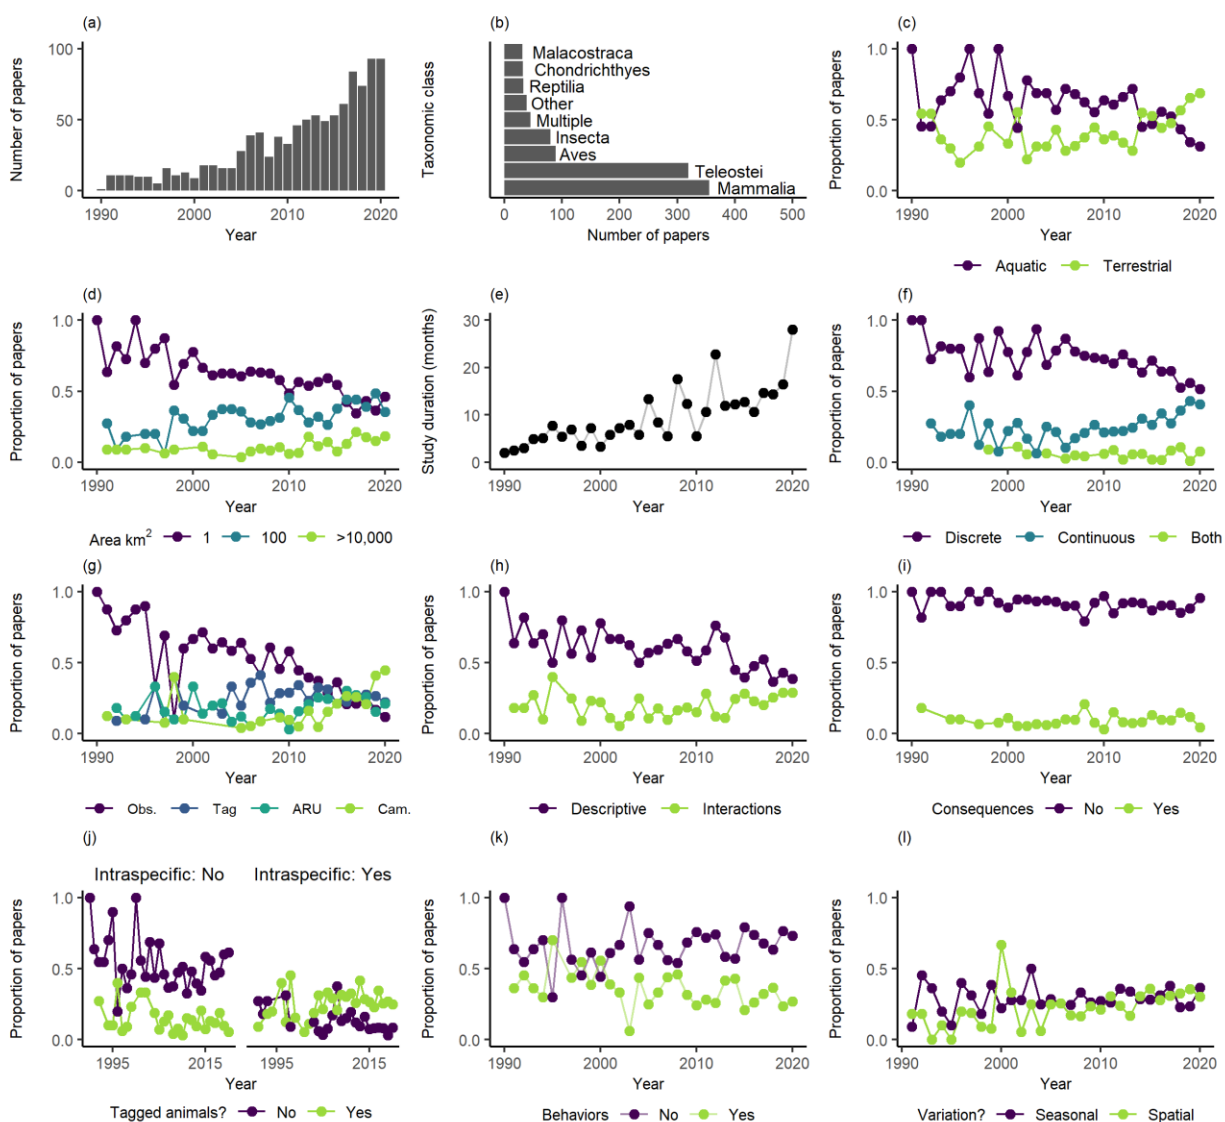 (a)
Number of papers
100
50
0
1990
2000
2010
2020
Year
(b)
Taxonomic class
Malacostraca
Chondrichthyes
Reptilia
Other
Multiple
Insecta
Aves
Teleostei
Mammalia
0
100
200
300
400
500
Number of papers
(c)
Proportion of papers
1.0
0.5
0.0
1990
2000
2010
2020
Year
Aquatic
Terrestrial
(d)
Proportion of papers
1.0
0.5
0.0
1990
2000
2010
2020
Year
Area km²
1
100
>10,000
(e)
Study duration (months)
30
20
10
0
1990
2000
2010
2020
Year
(f)
Proportion of papers
1.0
0.5
0.0
1990
2000
2010
2020
Year
Discrete
Continuous
Both
(g)
Proportion of papers
1.0
0.5
0.0
1990
2000
2010
2020
Year
Obs.
Tag
ARU
Cam.
(h)
Proportion of papers
1.0
0.5
0.0
1990
2000
2010
2020
Year
Descriptive
Interactions
(i)
Proportion of papers
1.0
0.5
0.0
1990
2000
2010
2020
Year
Consequences
No
Yes
(j)
Intraspecific: No
Intraspecific: Yes
Proportion of papers
1.0
0.5
0.0
1995
2015
1995
2015
Year
Tagged animals?
No
Yes
(k)
Proportion of papers
1.0
0.5
0.0
1990
2000
2010
2020
Year
Behaviors
No
Yes
(l)
Proportion of papers
1.0
0.5
0.0
1990
2000
2010
2020
Year
Variation?
Seasonal
Spatial